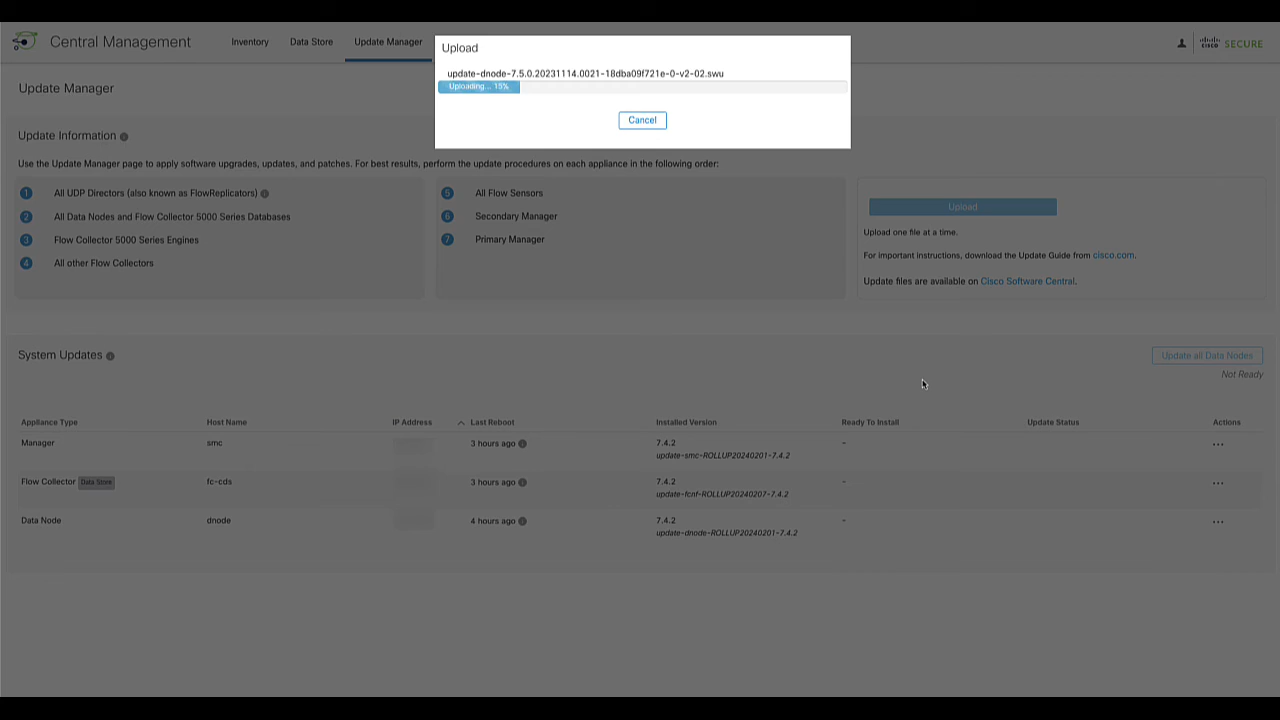 Central Management
Inventory
Data Store
Update Manager
cisco SECURE
Upload
update-dnode-7.5.0.20231114.0021-18dba09f721e-0-v2-02.swu
Uploading... 15%
Cancel
Update Manager
Update Information
Use the Update Manager page to apply software upgrades, updates, and patches. For best results, perform the update procedures on each appliance in the following order:
1 All UDP Directors (also known as FlowReplicators)
2 All Data Nodes and Flow Collector 5000 Series Databases
3 Flow Collector 5000 Series Engines
4 All other Flow Collectors
5 All Flow Sensors
6 Secondary Manager
7 Primary Manager
Upload
Upload one file at a time.
For important instructions, download the Update Guide from cisco.com.
Update files are available on Cisco Software Central.
System Updates
Update all Data Nodes
Not Ready
Appliance Type Host Name IP Address Last Reboot Installed Version Ready To Install Update Status Actions
Manager smc 3 hours ago 7.4.2 - ...
update-smc-ROLLUP20240201-7.4.2
Flow Collector Data Store fc-cds 3 hours ago 7.4.2 - ...
update-fcnf-ROLLUP20240207-7.4.2
Data Node dnode 4 hours ago 7.4.2 - ...
update-dnode-ROLLUP20240201-7.4.2